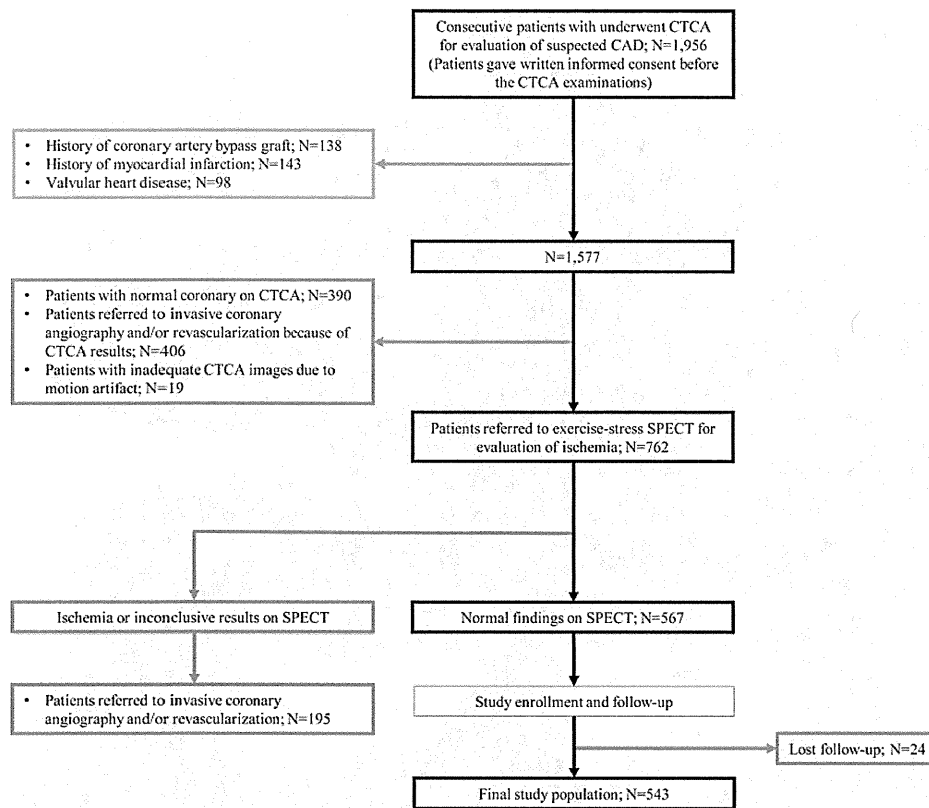 Consecutive patients with underwent CTCA
for evaluation of suspected CAD; N=1,956
(Patients gave written informed consent before
the CTCA examinations)
• History of coronary artery bypass graft; N=138
• History of myocardial infarction; N=143
• Valvular heart disease; N=98
N=1,577
• Patients with normal coronary on CTCA; N=390
• Patients referred to invasive coronary
angiography and/or revascularization because of
CTCA results; N=406
• Patients with inadequate CTCA images due to
motion artifact; N=19
Patients referred to exercise-stress SPECT for
evaluation of ischemia; N=762
Ischemia or inconclusive results on SPECT
Normal findings on SPECT; N=567
• Patients referred to invasive coronary
angiography and/or revascularization; N=195
Study enrollment and follow-up
Lost follow-up; N=24
Final study population; N=543